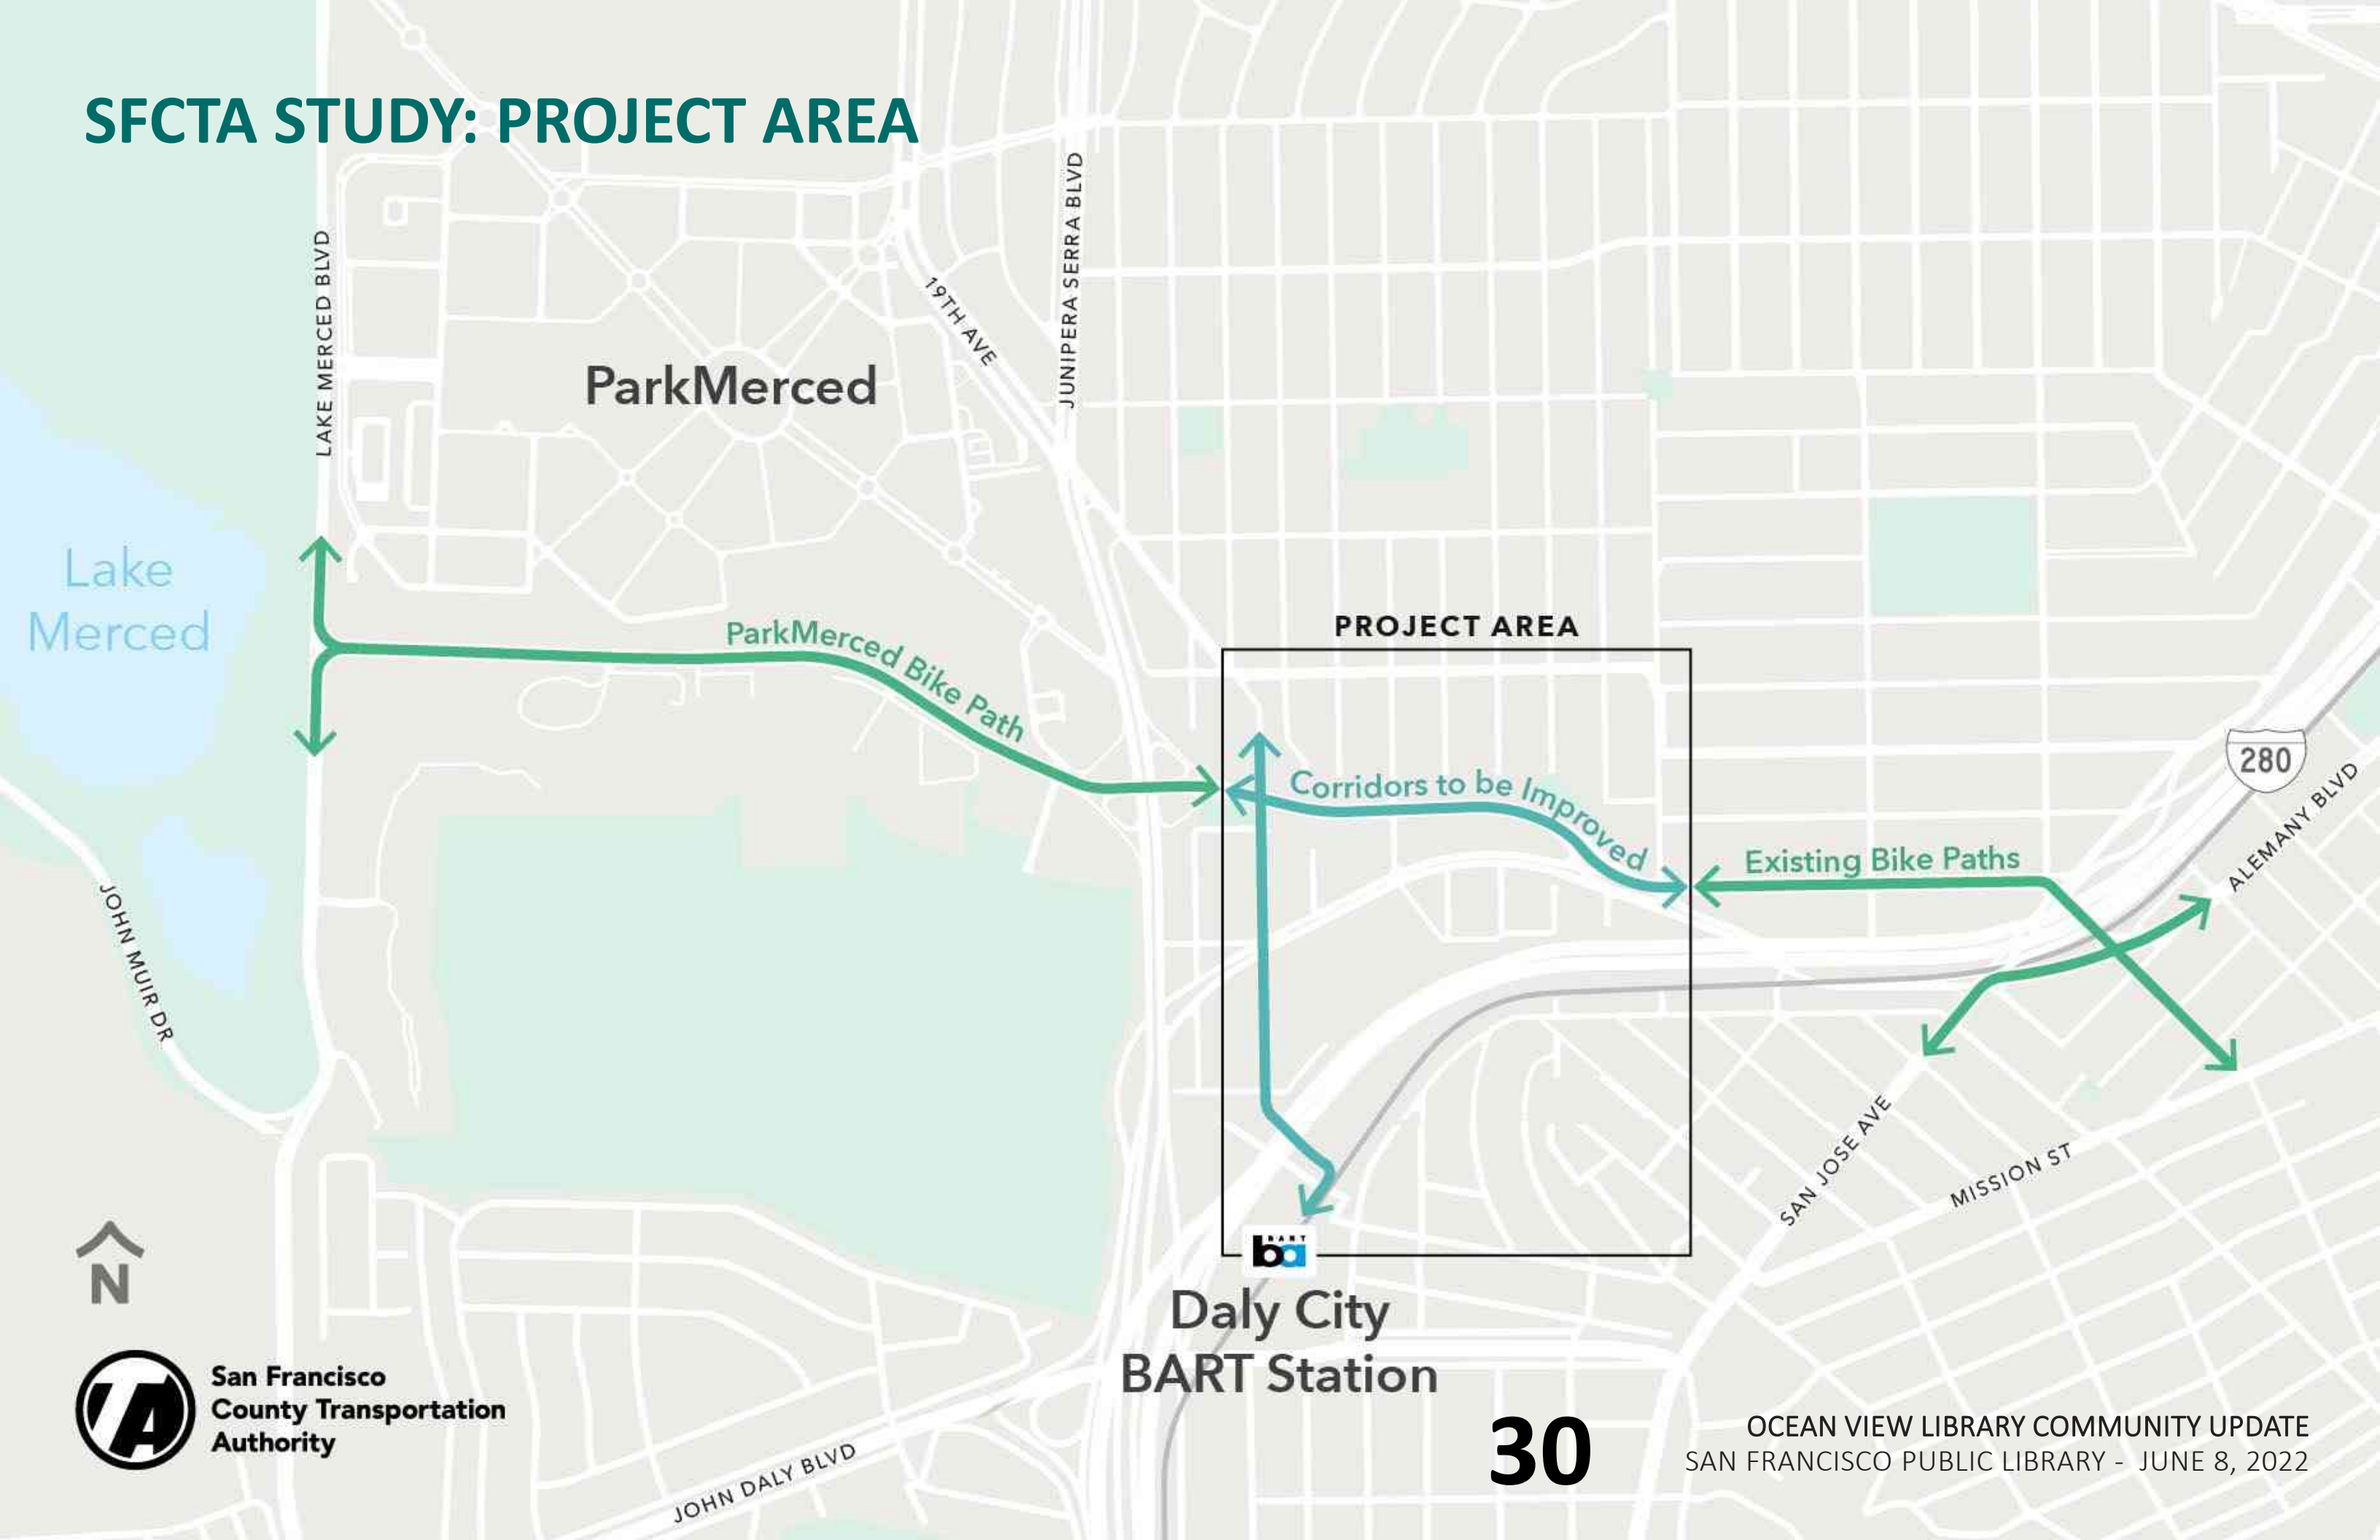 SFCTA STUDY: PROJECT AREA
LAKE MERCED BLVD
JUNIPERA SERRA BLVD
19TH AVE
ParkMerced
Lake
Merced
ParkMerced Bike Path
PROJECT AREA
Corridors to be Improved
Existing Bike Paths
280
ALEMANY BLVD
JOHN MUIR DR
SAN JOSE AVE
MISSION ST
N
BART
ba
Daly City
BART Station
San Francisco
County Transportation
Authority
TA
JOHN DALY BLVD
30
OCEAN VIEW LIBRARY COMMUNITY UPDATE
SAN FRANCISCO PUBLIC LIBRARY - JUNE 8, 2022